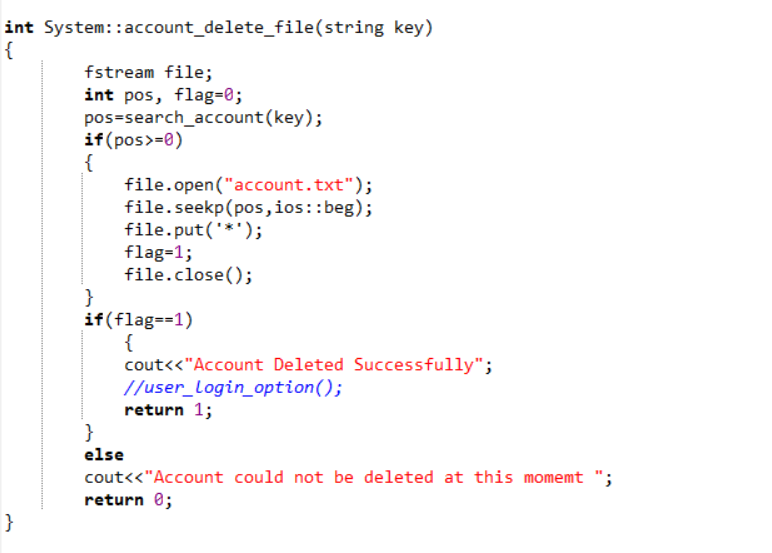 int System::account_delete_file(string key)
{
fstream file;
int pos, flag=0;
pos=search_account(key);
if(pos>=0)
{
file.open("account.txt");
file.seekp(pos,ios::beg);
file.put('*');
flag=1;
file.close();
}
if(flag==1)
{
cout<<"Account Deleted Successfully";
//user_login_option();
return 1;
}
else
cout<<"Account could not be deleted at this momemt ";
return 0;
}